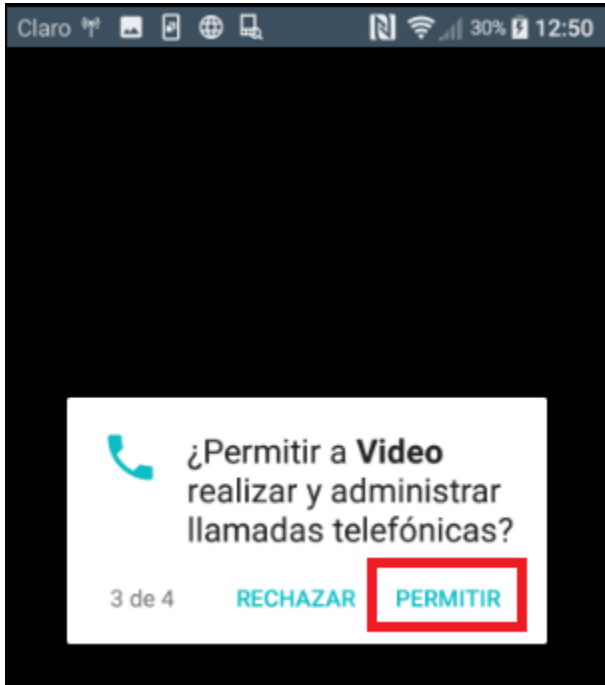 Claro 30% 12:50
¿Permitir a Video
realizar y administrar
llamadas telefónicas?
3 de 4 RECHAZAR PERMITIR